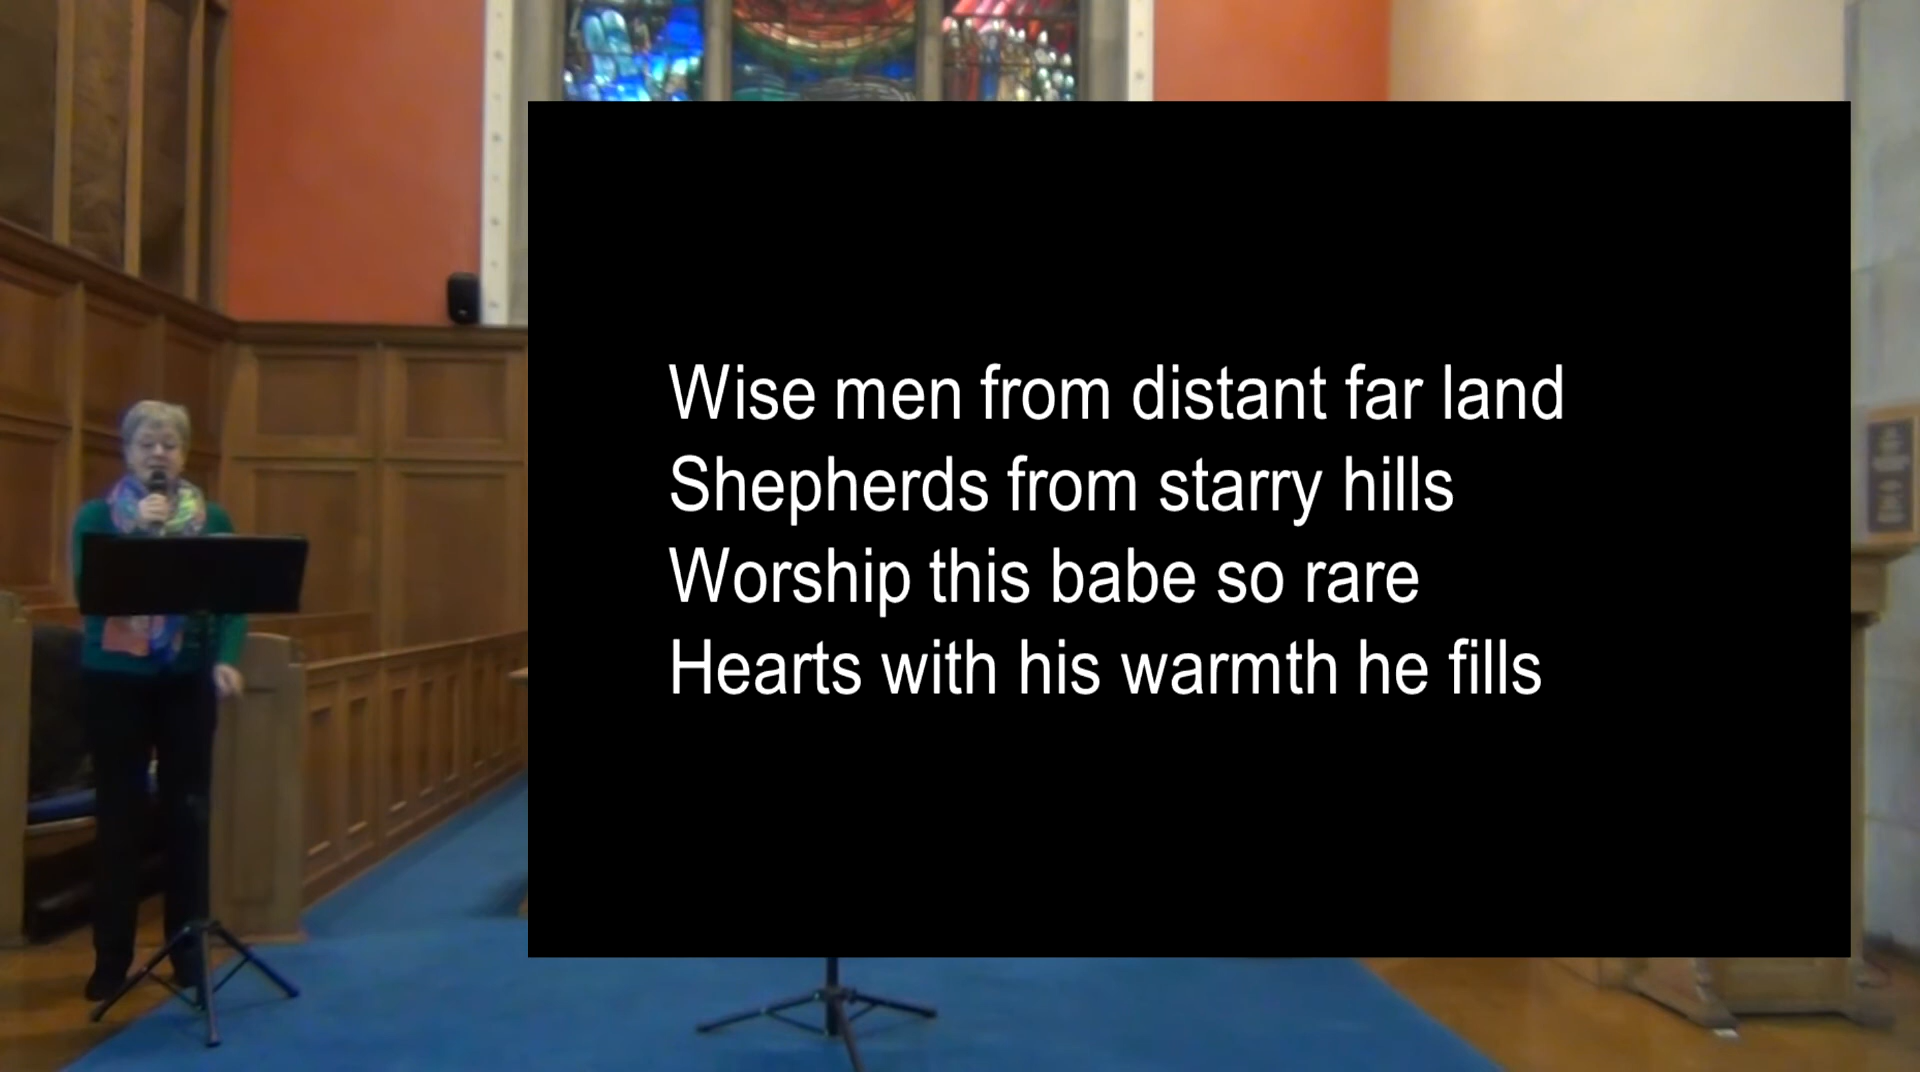 Wise men from distant far land
Shepherds from starry hills
Worship this babe so rare
Hearts with his warmth he fills